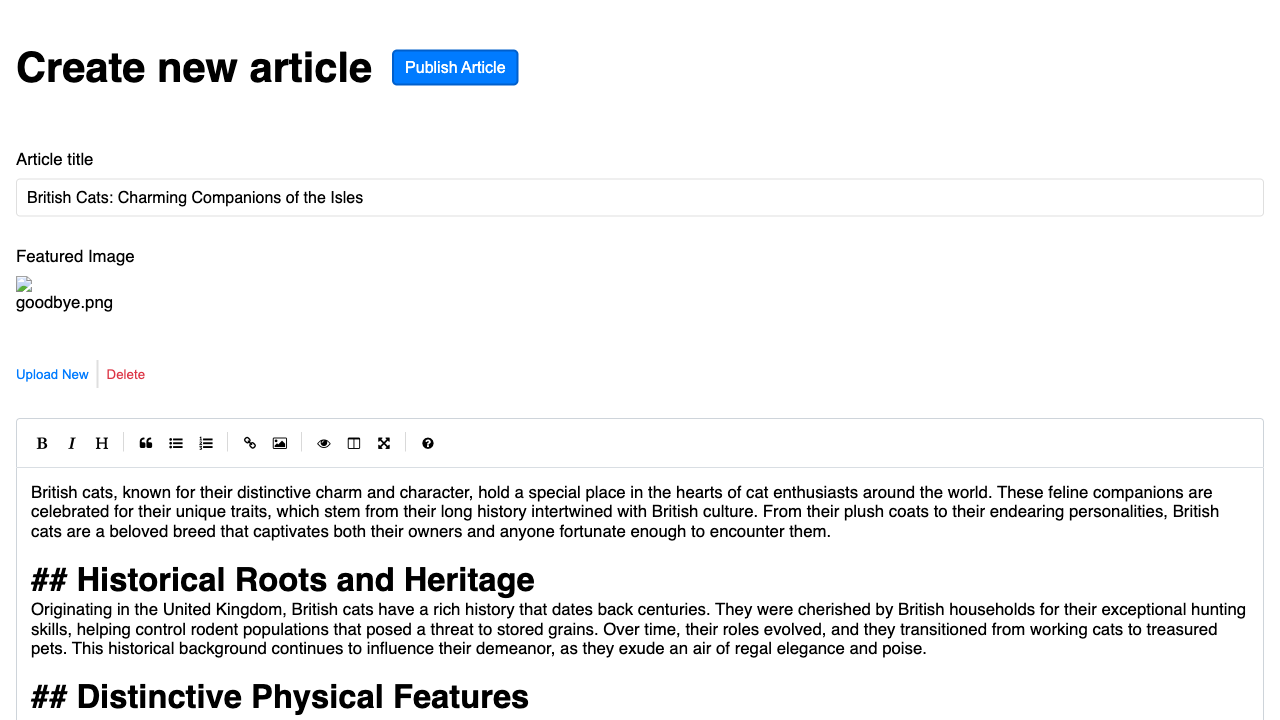 Create new article
Publish Article
Article title
British Cats: Charming Companions of the Isles
Featured Image
goodbye.png
Upload New
Delete
B I H
British cats, known for their distinctive charm and character, hold a special place in the hearts of cat enthusiasts around the world. These feline companions are
celebrated for their unique traits, which stem from their long history intertwined with British culture. From their plush coats to their endearing personalities, British
cats are a beloved breed that captivates both their owners and anyone fortunate enough to encounter them.
## Historical Roots and Heritage
Originating in the United Kingdom, British cats have a rich history that dates back centuries. They were cherished by British households for their exceptional hunting
skills, helping control rodent populations that posed a threat to stored grains. Over time, their roles evolved, and they transitioned from working cats to treasured
pets. This historical background continues to influence their demeanor, as they exude an air of regal elegance and poise.
## Distinctive Physical Features